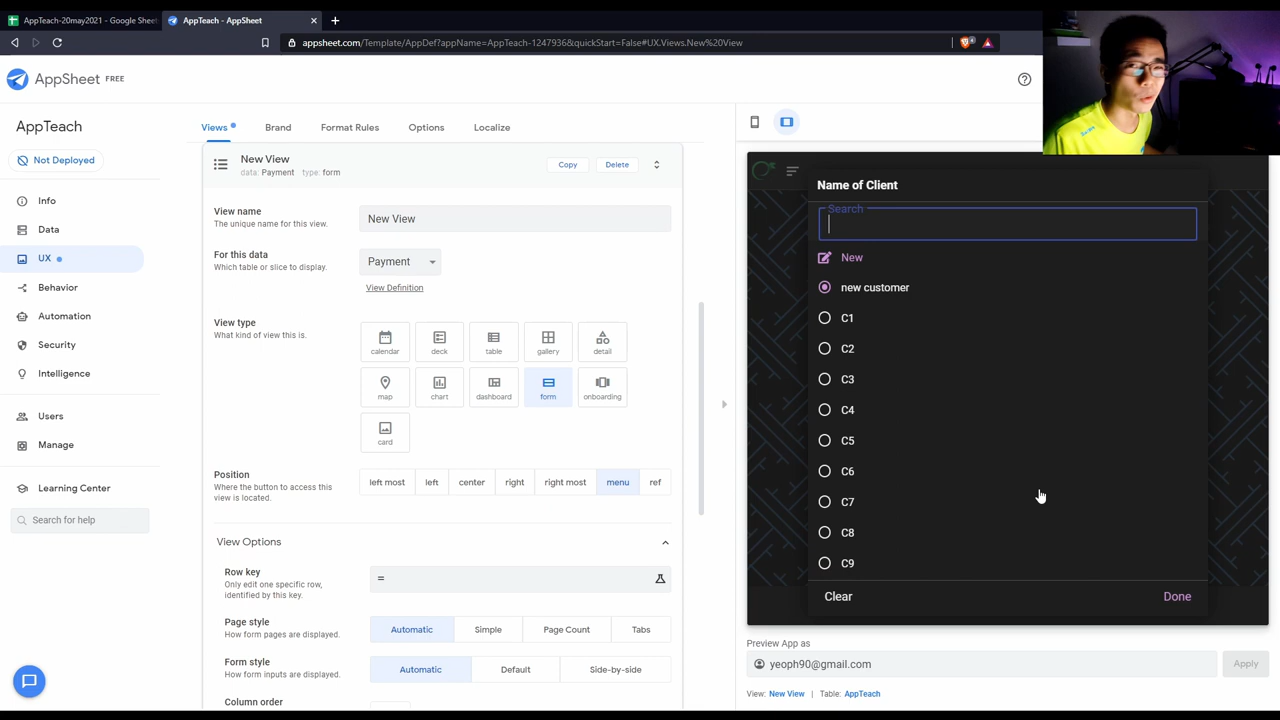 AppTeach-20may2021 - Google Sheet
AppTeach - AppSheet
appsheet.com/Template/AppDef?appName=AppTeach-1247936&quickStart=False#UX.Views.New%20View
AppSheet FREE
AppTeach
Not Deployed
Info
Data
UX
Behavior
Automation
Security
Intelligence
Users
Manage
Learning Center
Search for help
Views
Brand
Format Rules
Options
Localize
New View
data: Payment type: form
Copy
Delete
View name
The unique name for this view.
New View
For this data
Which table or slice to display.
Payment
View Definition
View type
What kind of view this is.
calendar
deck
table
gallery
detail
map
chart
dashboard
form
onboarding
card
Position
Where the button to access this
view is located.
left most
left
center
right
right most
menu
ref
View Options
Row key
Only edit one specific row,
identified by this key.
=
Page style
How form pages are displayed.
Automatic
Simple
Page Count
Tabs
Form style
How form inputs are displayed.
Automatic
Default
Side-by-side
Column order
Name of Client
Search
New
new customer
C1
C2
C3
C4
C5
C6
C7
C8
C9
Clear
Done
Preview App as
yeoph90@gmail.com
Apply
View: New View | Table: AppTeach